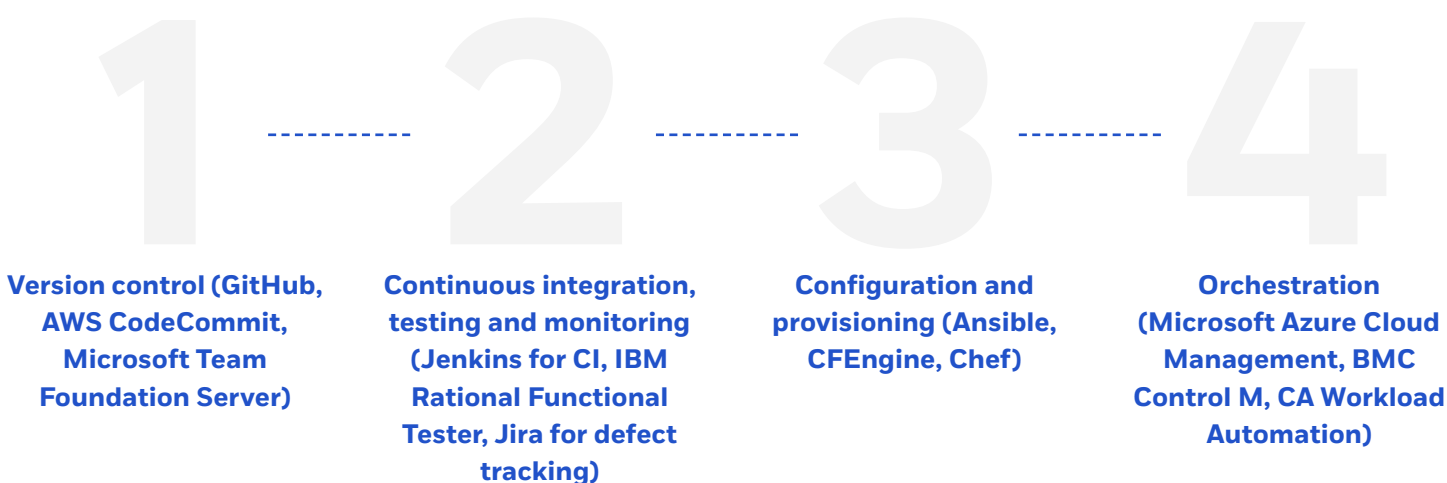 1
Version control (GitHub,
AWS CodeCommit,
Microsoft Team
Foundation Server)
2
Continuous integration,
testing and monitoring
(Jenkins for CI, IBM
Rational Functional
Tester, Jira for defect
tracking)
3
Configuration and
provisioning (Ansible,
CFEngine, Chef)
4
Orchestration
(Microsoft Azure Cloud
Management, BMC
Control M, CA Workload
Automation)